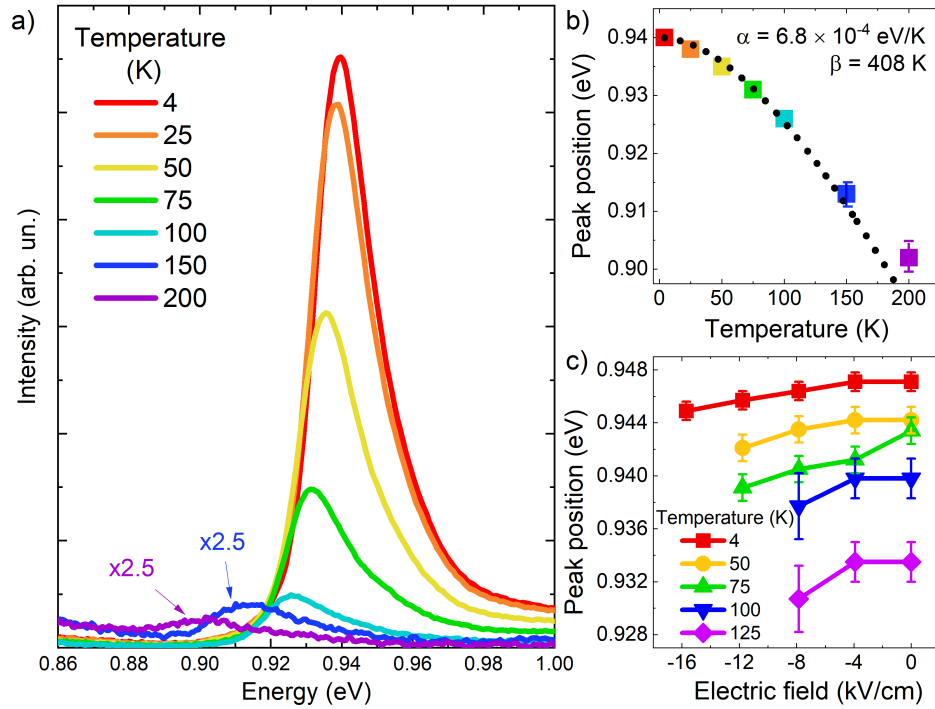 a)
Temperature
(K)
4
25
50
75
100
150
200
x2.5
x2.5
Intensity (arb. un.)
0.86 0.88 0.90 0.92 0.94 0.96 0.98 1.00
Energy (eV)
b)
α = 6.8 × 10⁻⁴ eV/K
β = 408 K
0.94
0.93
0.92
0.91
0.90
Peak position (eV)
0 25 50 75 100 125 150 175 200
Temperature (K)
c)
0.948
0.944
0.940
0.936
0.932
0.928
Peak position (eV)
Temperature (K)
4
50
75
100
125
-16 -12 -8 -4 0
Electric field (kV/cm)